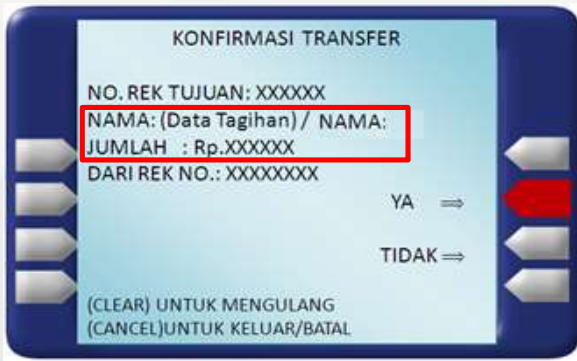 KONFIRMASI TRANSFER
NO. REK TUJUAN: XXXXXX
NAMA: (Data Tagihan) / NAMA:
JUMLAH : Rp.XXXXXX
DARI REK NO.: XXXXXXXX
YA ⇒
TIDAK ⇒
(CLEAR) UNTUK MENGULANG
(CANCEL)UNTUK KELUAR/BATAL